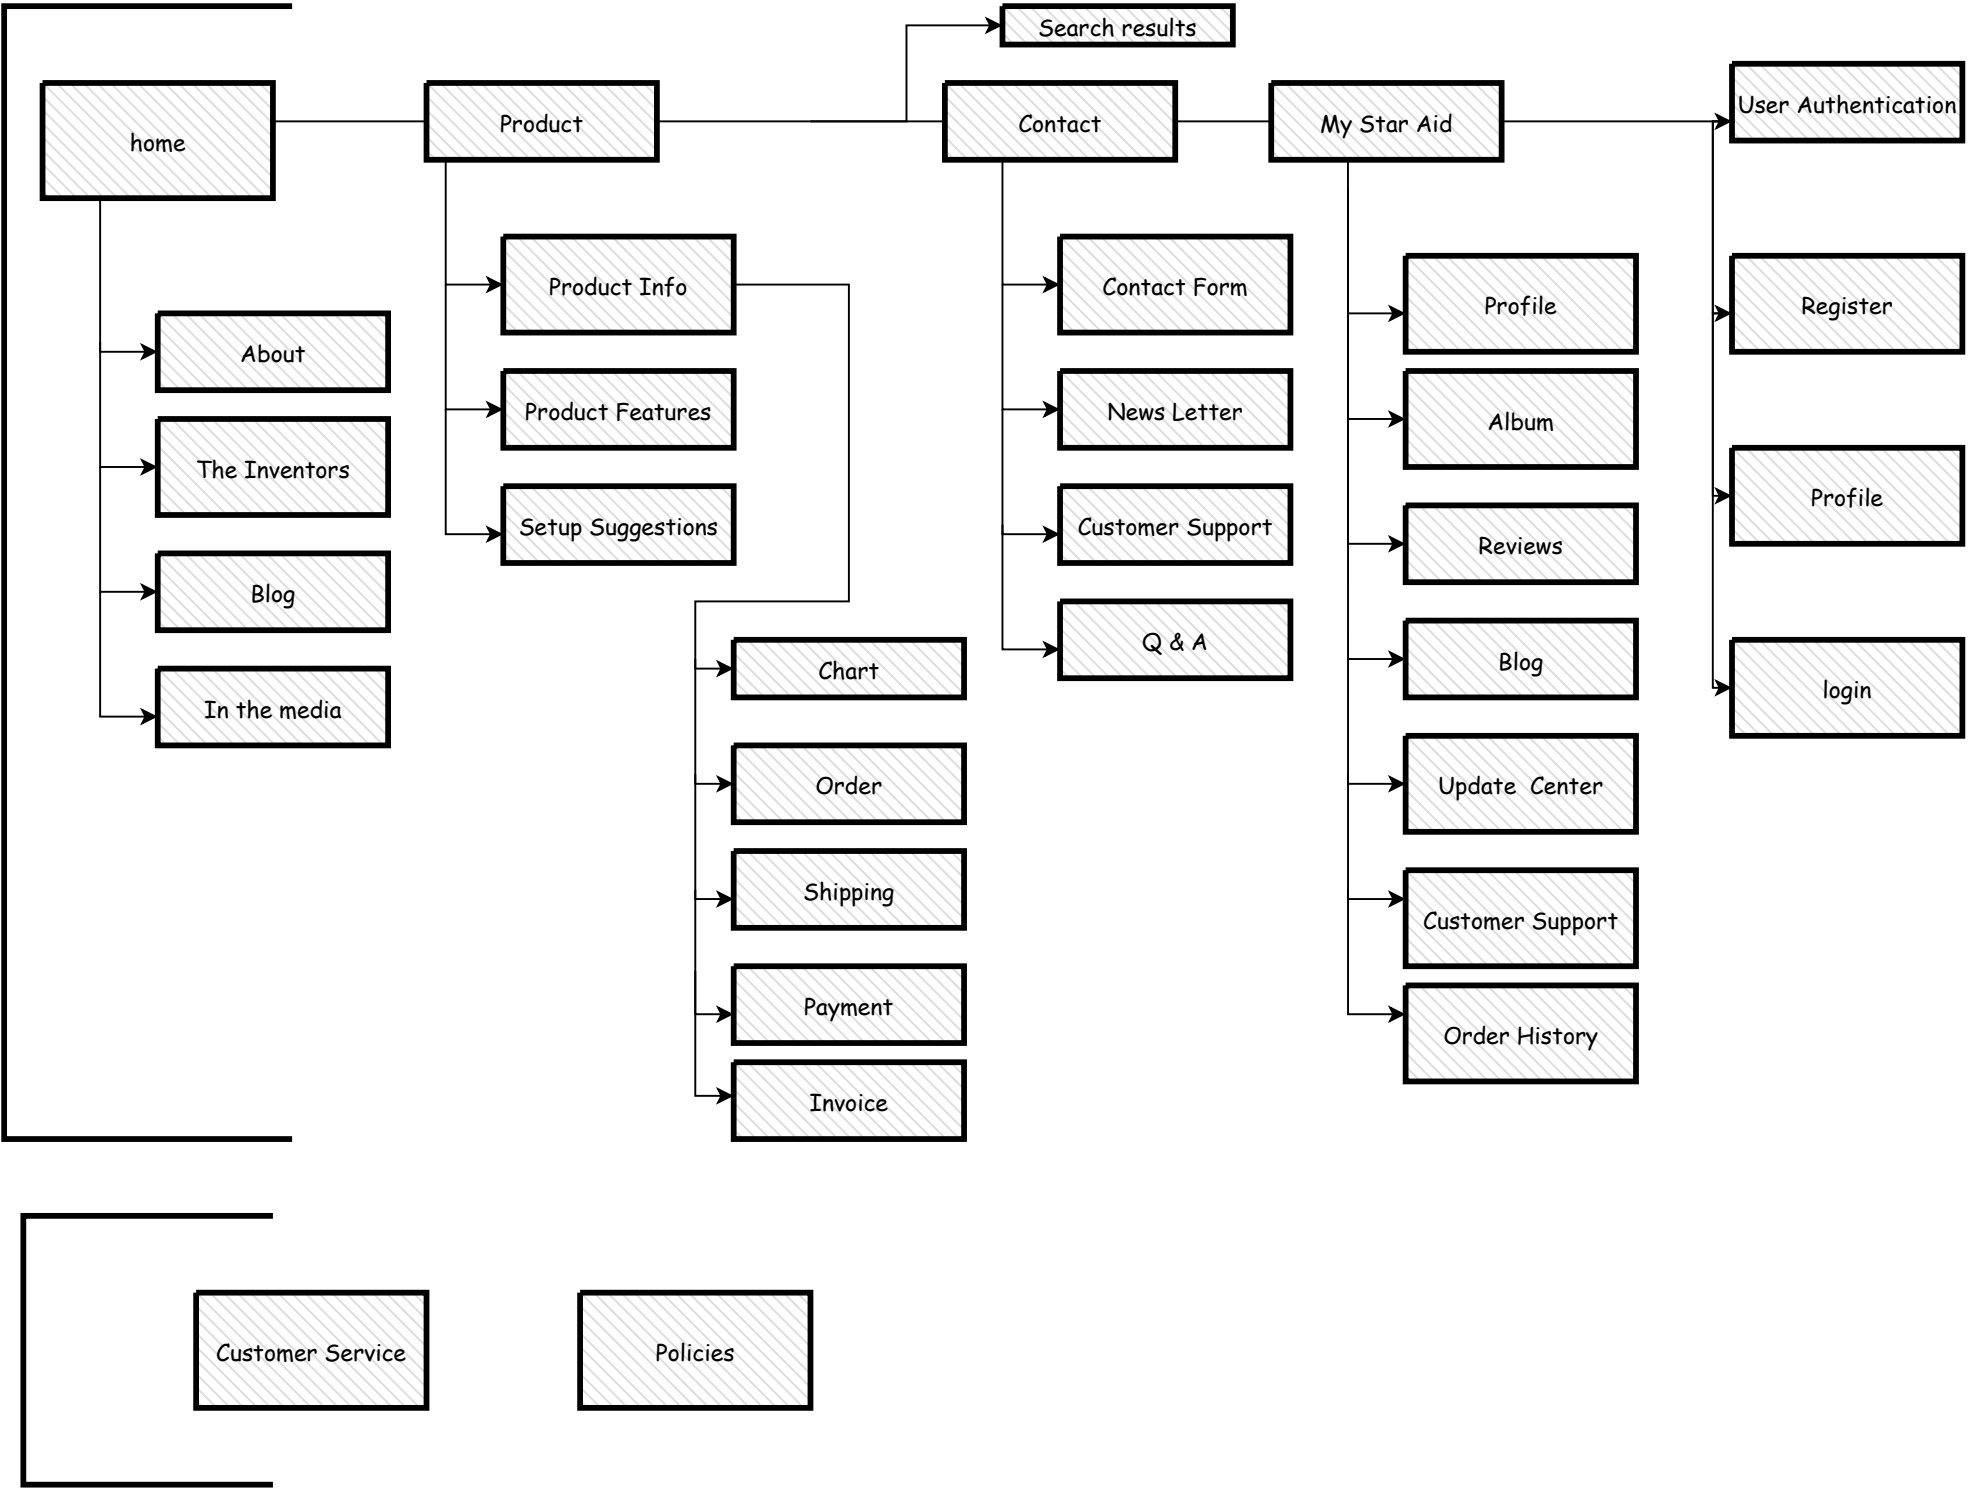 Search results
home
Product
Contact
My Star Aid
User Authentication
About
The Inventors
Blog
In the media
Product Info
Product Features
Setup Suggestions
Chart
Order
Shipping
Payment
Invoice
Contact Form
News Letter
Customer Support
Q & A
Profile
Album
Reviews
Blog
Update  Center
Customer Support
Order History
Register
Profile
login
Customer Service
Policies